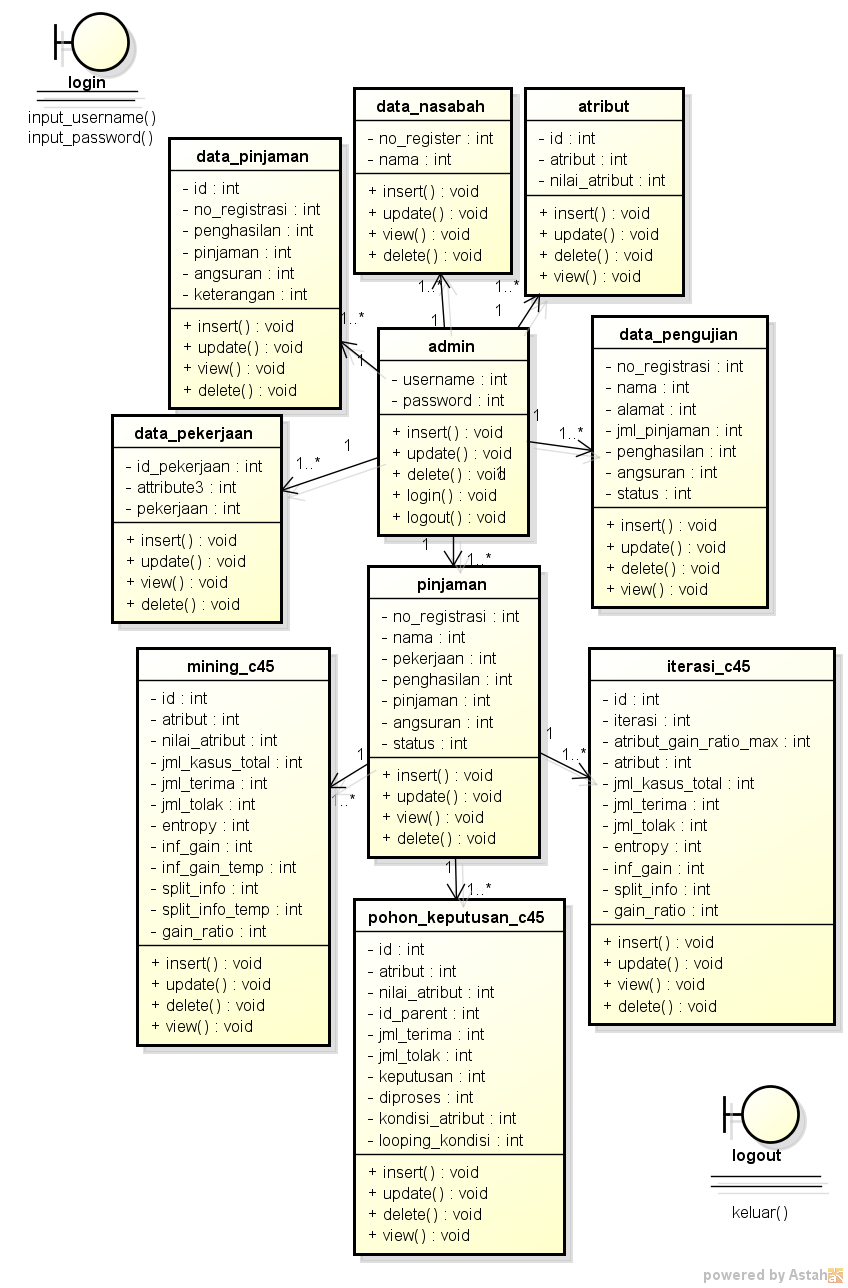 login
input_username()
input_password()
data_nasabah
- no_register : int
- nama : int
+ insert() : void
+ update() : void
+ view() : void
+ delete() : void
atribut
- id : int
- atribut : int
- nilai_atribut : int
+ insert() : void
+ update() : void
+ delete() : void
+ view() : void
data_pinjaman
- id : int
- no_registrasi : int
- penghasilan : int
- pinjaman : int
- angsuran : int
- keterangan : int
+ insert() : void
+ update() : void
+ view() : void
+ delete() : void
1..*
1
1..*
1
1..*
1
admin
- username : int
- password : int
+ insert() : void
+ update() : void
+ delete() : void
+ login() : void
+ logout() : void
1
1
1..*
data_pengujian
- no_registrasi : int
- nama : int
- alamat : int
- jml_pinjaman : int
- penghasilan : int
- angsuran : int
- status : int
+ insert() : void
+ update() : void
+ delete() : void
+ view() : void
data_pekerjaan
- id_pekerjaan : int
- attribute3 : int
- pekerjaan : int
+ insert() : void
+ update() : void
+ view() : void
+ delete() : void
1
1..*
1
1..*
pinjaman
- no_registrasi : int
- nama : int
- pekerjaan : int
- penghasilan : int
- pinjaman : int
- angsuran : int
- status : int
+ insert() : void
+ update() : void
+ view() : void
+ delete() : void
mining_c45
- id : int
- atribut : int
- nilai_atribut : int
- jml_kasus_total : int
- jml_terima : int
- jml_tolak : int
- entropy : int
- inf_gain : int
- inf_gain_temp : int
- split_info : int
- split_info_temp : int
- gain_ratio : int
+ insert() : void
+ update() : void
+ delete() : void
+ view() : void
1
1..*
1
1..*
iterasi_c45
- id : int
- iterasi : int
- atribut_gain_ratio_max : int
- atribut : int
- jml_kasus_total : int
- jml_terima : int
- jml_tolak : int
- entropy : int
- inf_gain : int
- split_info : int
- gain_ratio : int
+ insert() : void
+ update() : void
+ view() : void
+ delete() : void
1
1..*
pohon_keputusan_c45
- id : int
- atribut : int
- nilai_atribut : int
- id_parent : int
- jml_terima : int
- jml_tolak : int
- keputusan : int
- diproses : int
- kondisi_atribut : int
- looping_kondisi : int
+ insert() : void
+ update() : void
+ delete() : void
+ view() : void
logout
keluar()
powered by Astah